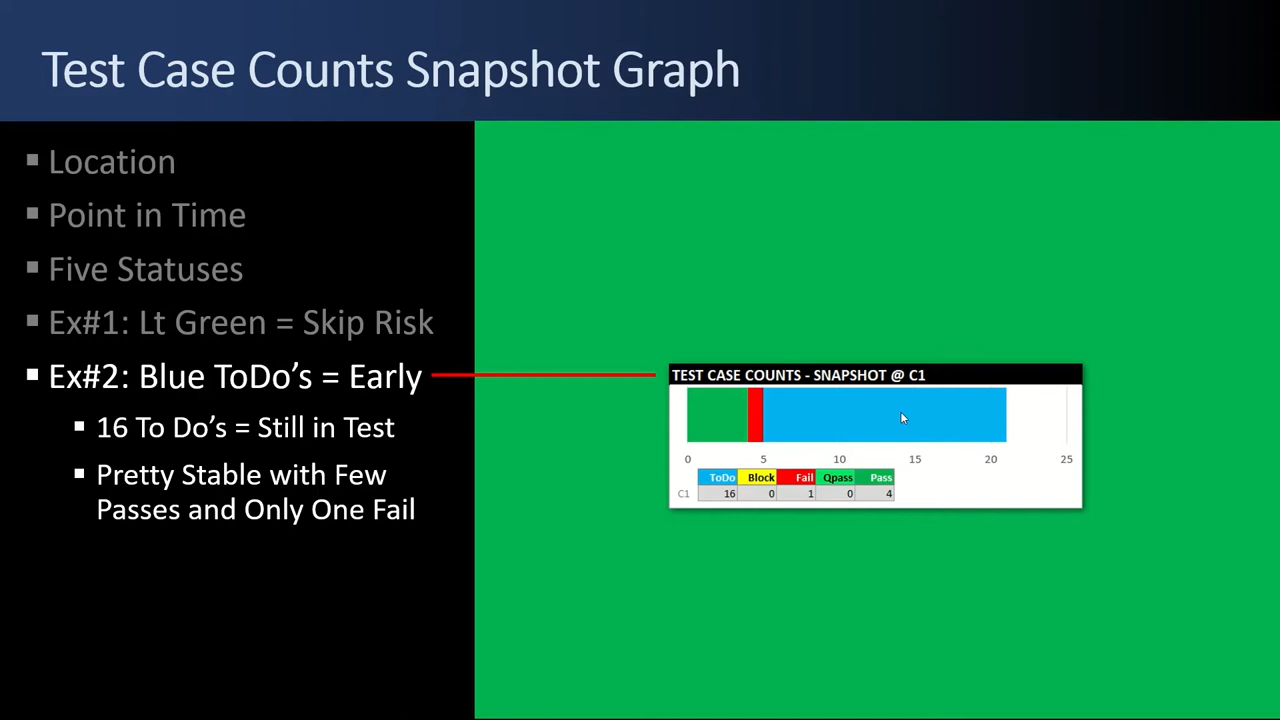 Test Case Counts Snapshot Graph
Location
Point in Time
Five Statuses
Ex#1: Lt Green = Skip Risk
Ex#2: Blue ToDo's = Early
16 To Do's = Still in Test
Pretty Stable with Few
Passes and Only One Fail
TEST CASE COUNTS - SNAPSHOT @ C1
0 5 10 15 20 25
ToDo Block Fail Qpass Pass
C1 16 0 1 0 4